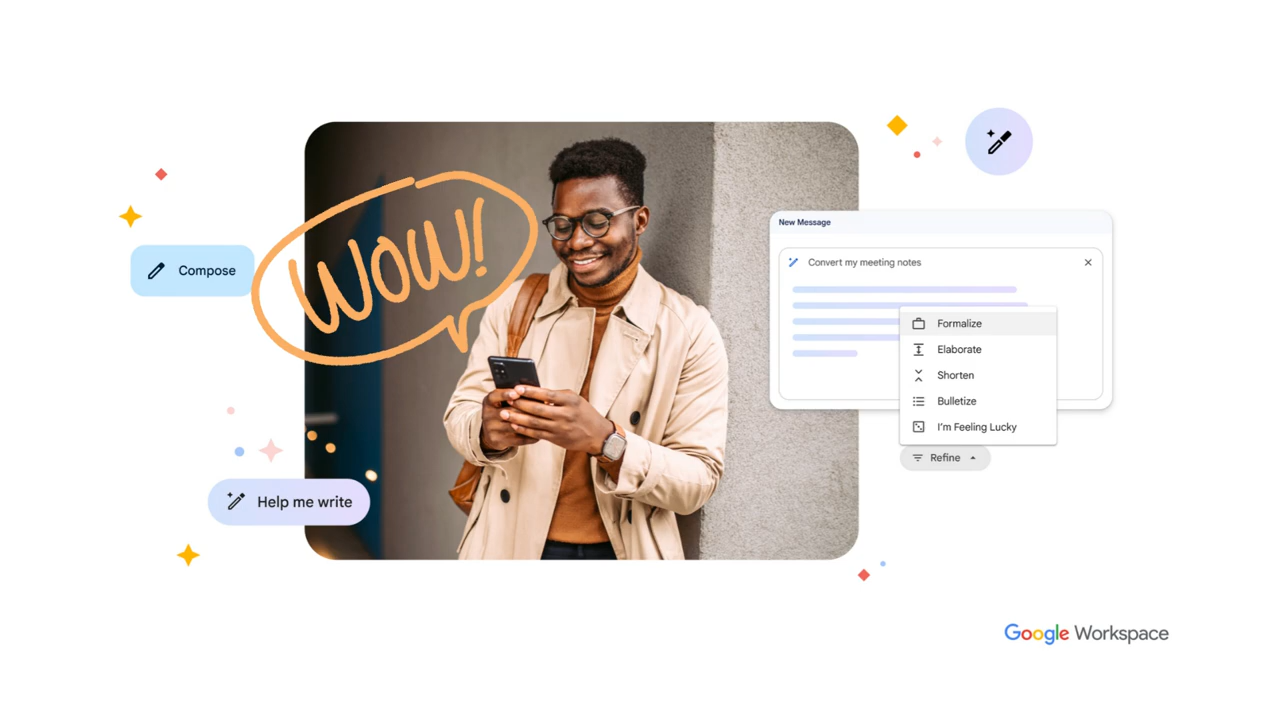 Compose
WOW!
Help me write
New Message
Convert my meeting notes
Formalize
Elaborate
Shorten
Bulletize
I'm Feeling Lucky
Refine
Google Workspace